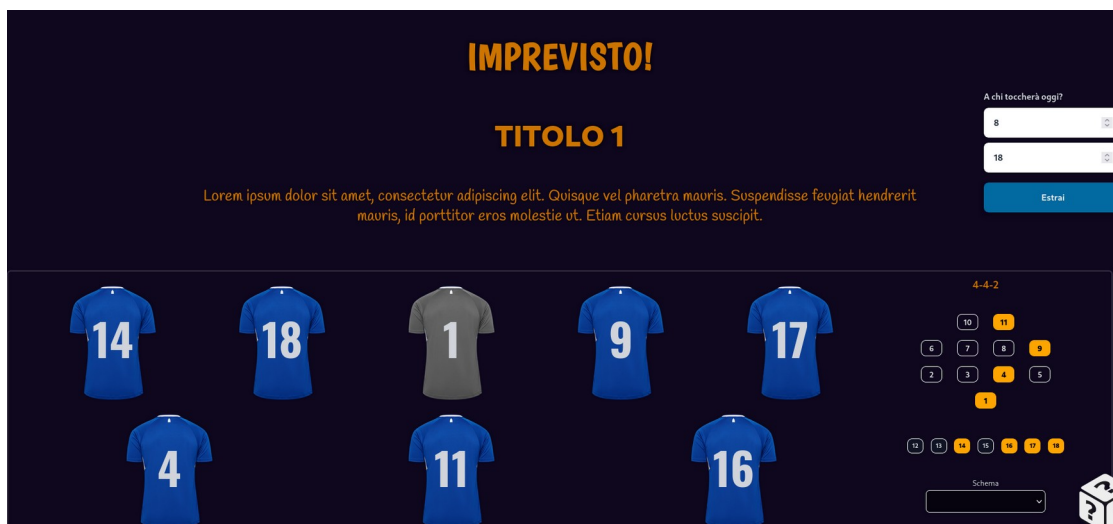 IMPREVISTO!
A chi toccherà oggi?
8
18
Estrai
TITOLO 1
Lorem ipsum dolor sit amet, consectetur adipiscing elit. Quisque vel pharetra mauris. Suspendisse feugiat hendrerit
mauris, id porttitor eros molestie ut. Etiam cursus luctus suscipit.
14 18 1 9 17
4 11 16
4-4-2
10 11
6 7 8 9
2 3 4 5
1
12 13 14 15 16 17 18
Schema
? ?